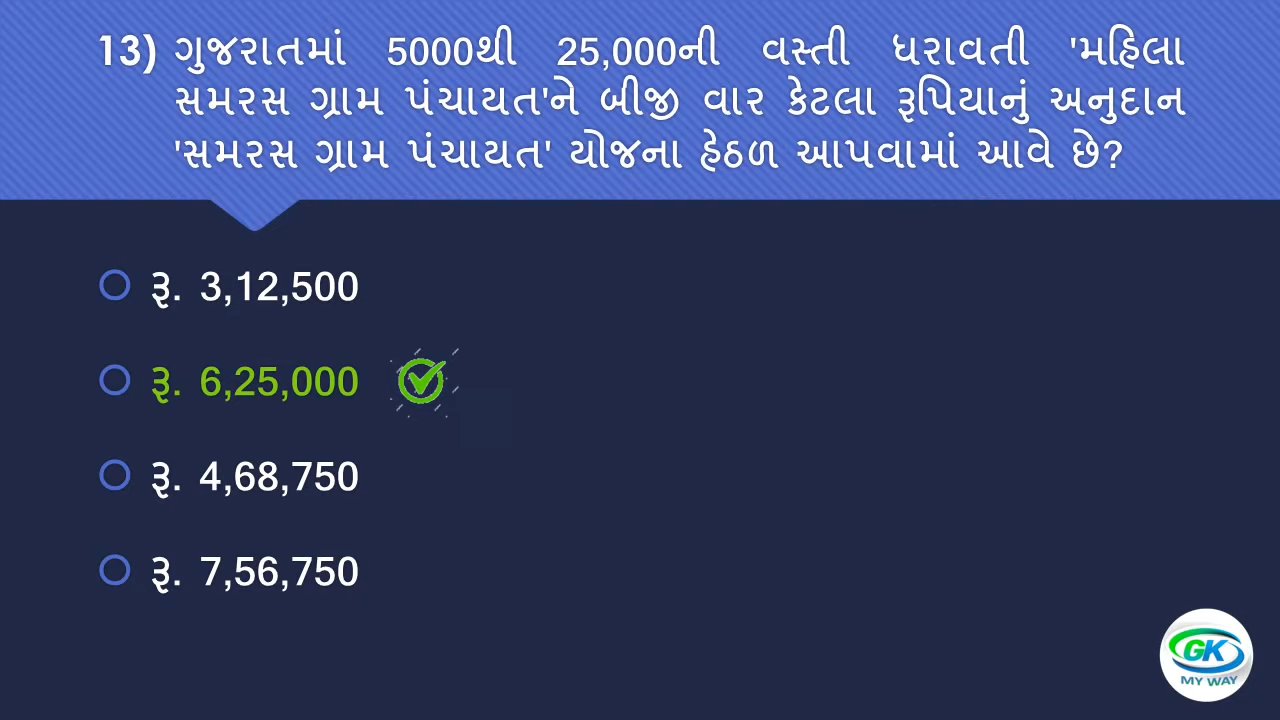 13) ગુજરાતમાં 5000થી 25,000ની વસ્તી ધરાવતી 'મહિલા
સમરસ ગ્રામ પંચાયત'ને બીજી વાર કેટલા રૂપિયાનું અનુદાન
'સમરસ ગ્રામ પંચાયત' યોજના હેઠળ આપવામાં આવે છે?
રૂ. 3,12,500
રૂ. 6,25,000
રૂ. 4,68,750
રૂ. 7,56,750
GK
MY WAY